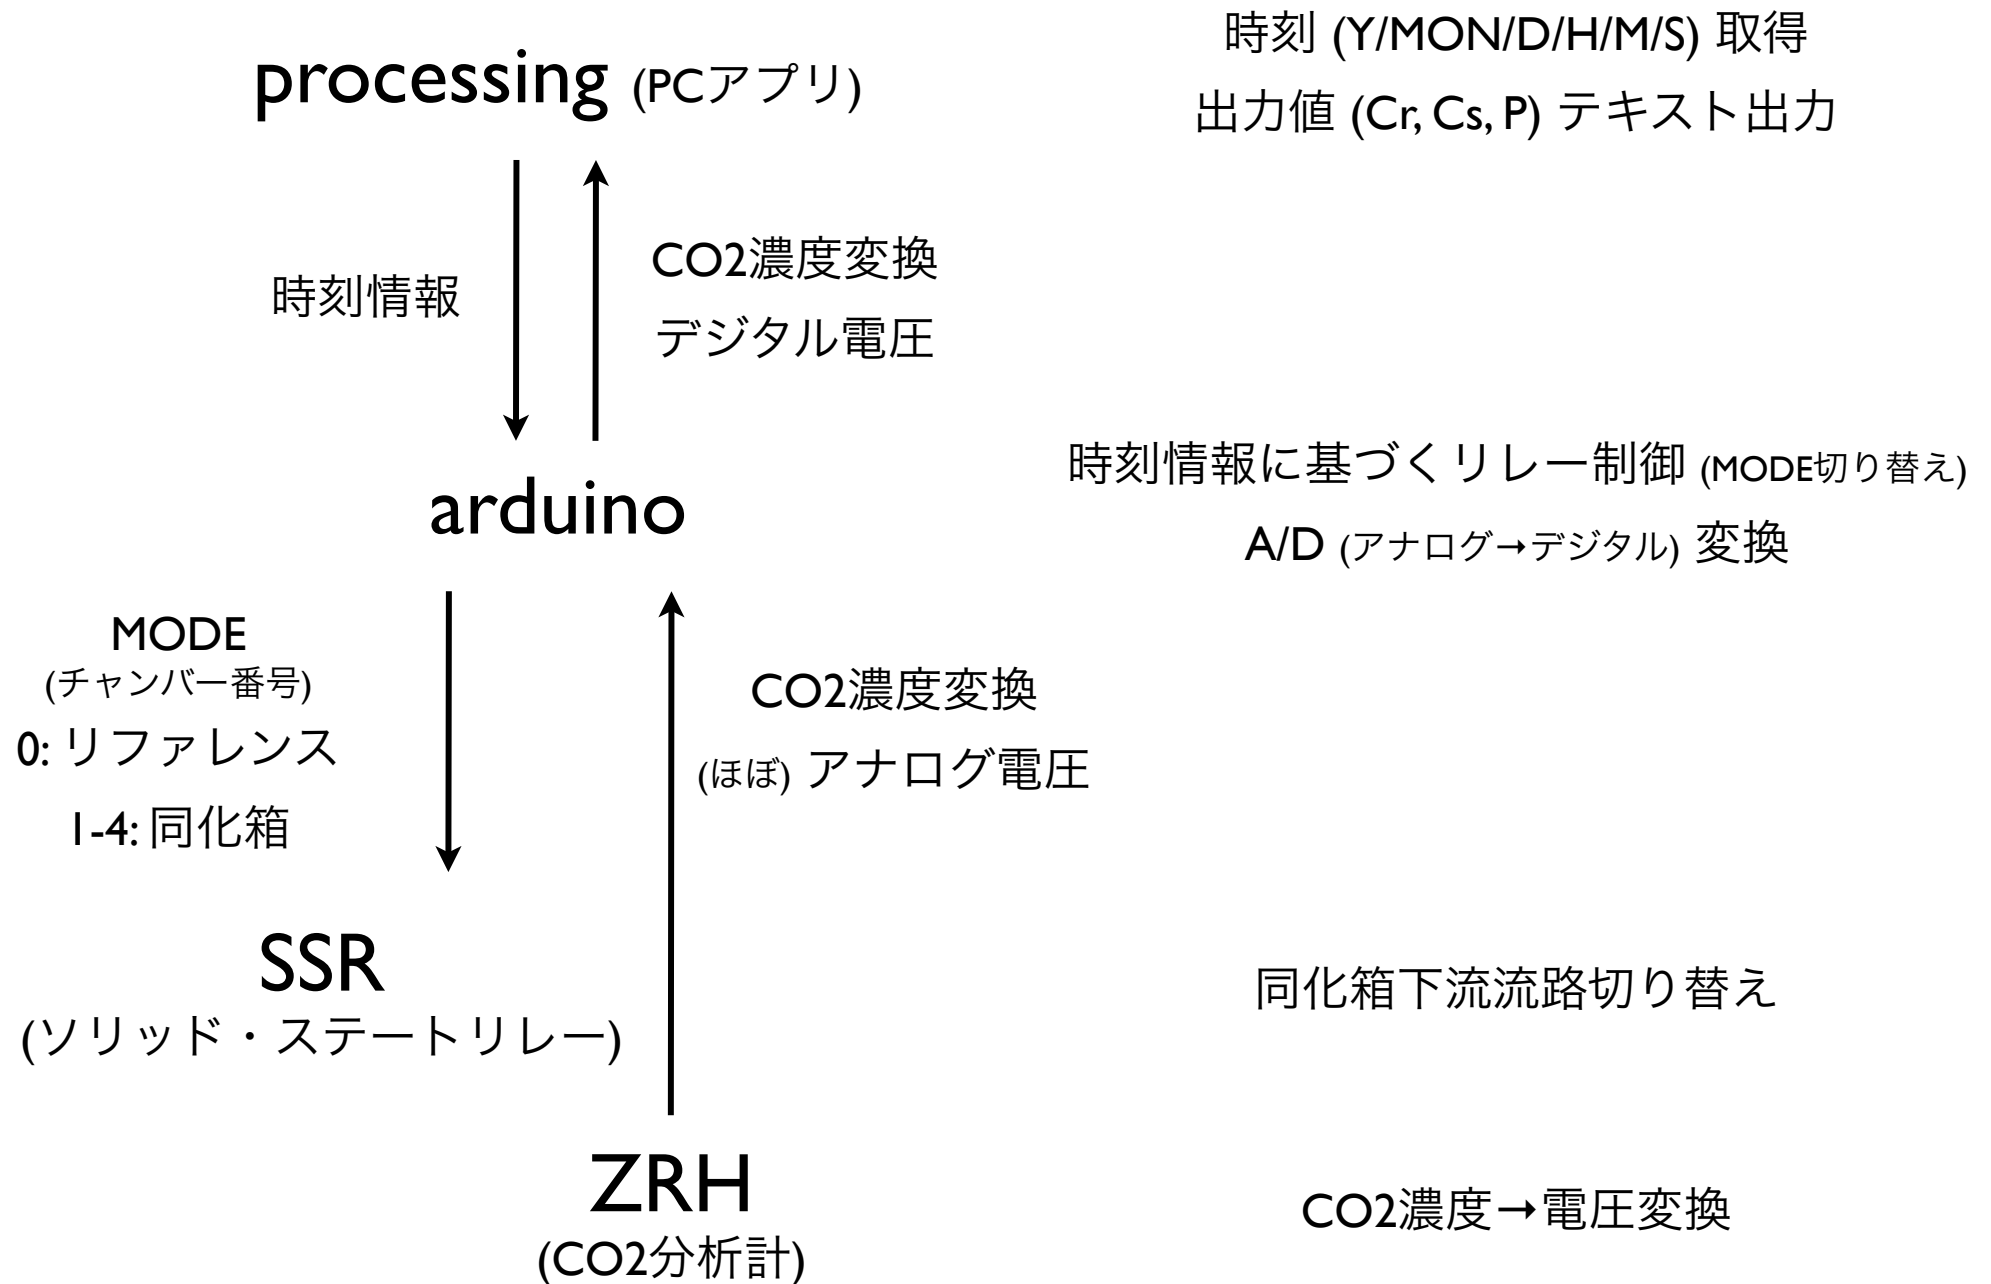 時刻 (Y/MON/D/H/M/S) 取得
processing (PCアプリ)
出力値 (Cr, Cs, P) テキスト出力
時刻情報
CO2濃度変換
デジタル電圧
arduino
時刻情報に基づくリレー制御 (MODE切り替え)
A/D (アナログ→デジタル) 変換
MODE
(チャンバー番号)
0: リファレンス
1-4: 同化箱
CO2濃度変換
(ほぼ) アナログ電圧
SSR
(ソリッド・ステートリレー)
同化箱下流流路切り替え
ZRH
(CO2分析計)
CO2濃度→電圧変換